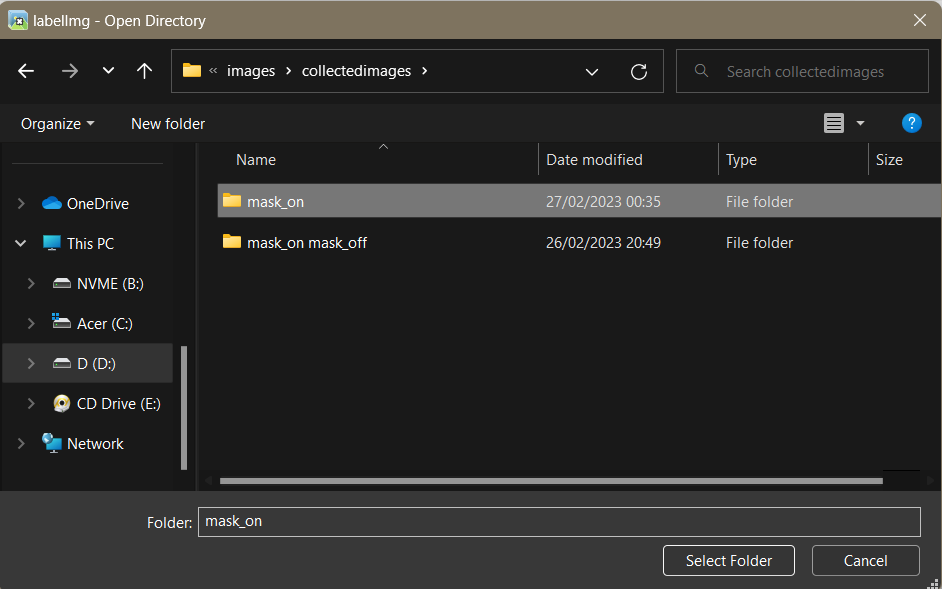 labelImg - Open Directory
« images › collectedimages ›
Search collectedimages
Organize
New folder
?
Name
Date modified
Type
Size
mask_on
27/02/2023 00:35
File folder
mask_on mask_off
26/02/2023 20:49
File folder
OneDrive
This PC
NVME (B:)
Acer (C:)
D (D:)
CD Drive (E:)
Network
Folder: mask_on
Select Folder
Cancel